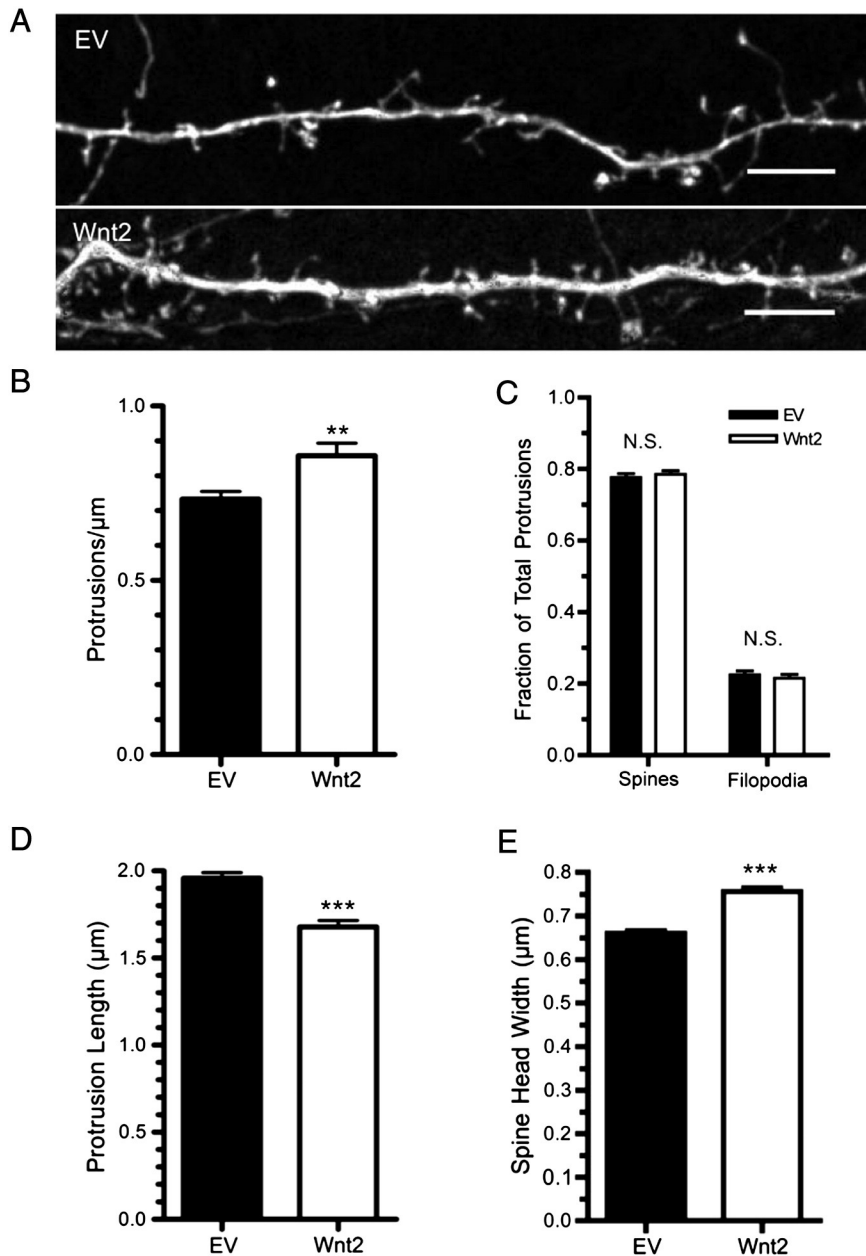 A
EV
Wnt2
B
Protrusions/µm
1.0
0.5
0.0
**
EV Wnt2
C
Fraction of Total Protrusions
1.0
0.8
0.6
0.4
0.2
0.0
EV
Wnt2
N.S.
N.S.
Spines Filopodia
D
Protrusion Length (µm)
2.0
1.5
1.0
0.5
0.0
***
EV Wnt2
E
Spine Head Width (µm)
0.8
0.7
0.6
0.5
0.4
0.3
0.2
0.1
0.0
***
EV Wnt2